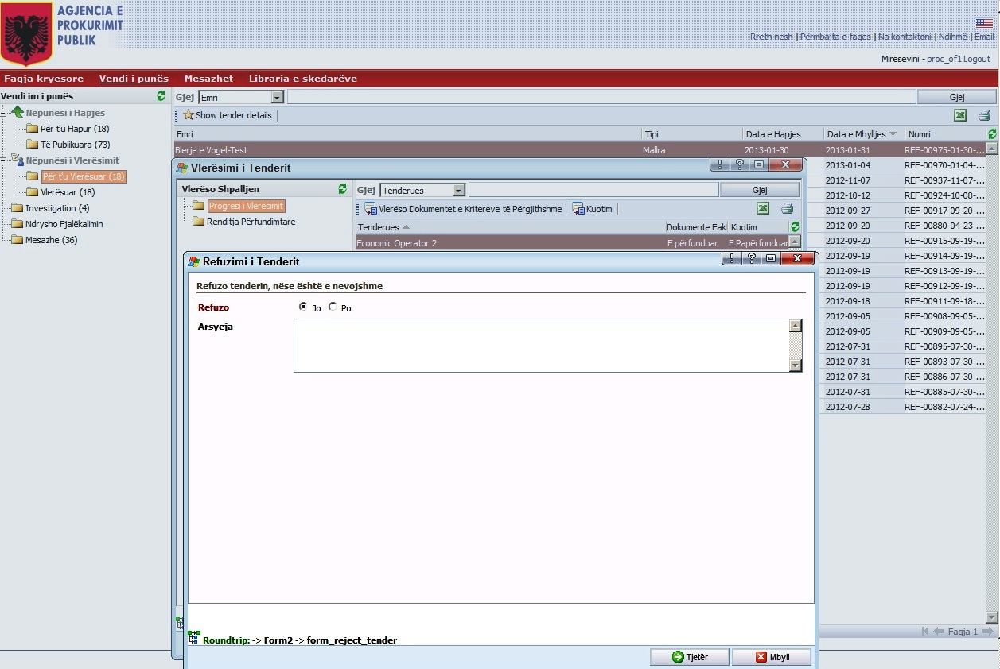 AGJENCIA E
PROKURIMIT
PUBLIK
Rreth nesh | Përmbajta e faqes | Na kontaktoni | Ndihmë | Email
Mirësevini - proc_of1 Logout
Faqja kryesore Vendi i punës Mesazhet Libraria e skedarëve
Vendi im i punës
Nëpunësi i Hapjes
Për t'u Hapur (18)
Të Publikuara (73)
Nëpunësi i Vlerësimit
Për t'u Vlerësuar (18)
Vlerësuar (18)
Investigation (4)
Ndrysho Fjalëkalimin
Mesazhe (36)
Gjej Emri Gjej
Show tender details
Emri Tipi Data e Hapjes Data e Mbylljes Numri
Blerje e Vogel-Test Mallra 2013-01-30 2013-01-31 REF-00975-01-30-...
2013-01-04 REF-00970-01-04-...
2012-11-07 REF-00937-11-07-...
2012-10-12 REF-00924-10-08-...
2012-09-27 REF-00917-09-20-...
2012-09-20 REF-00880-04-23-...
2012-09-20 REF-00915-09-19-...
2012-09-19 REF-00914-09-19-...
2012-09-19 REF-00913-09-19-...
2012-09-19 REF-00912-09-19-...
2012-09-18 REF-00911-09-18-...
2012-09-05 REF-00908-09-05-...
2012-09-05 REF-00909-09-05-...
2012-07-31 REF-00895-07-30-...
2012-07-31 REF-00893-07-30-...
2012-07-31 REF-00886-07-30-...
2012-07-31 REF-00885-07-30-...
2012-07-28 REF-00882-07-24-...
Faqja 1
Vlerësimi i Tenderit
Vlerëso Shpalljen
Progresi i Vlerësimit
Renditja Përfundimtare
Gjej Tenderues Gjej
Vlerëso Dokumentet e Kritereve të Përgjithshme Kuotim
Tenderues Dokumente Fakt Kuotim
Economic Operator 2 E përfunduar E Papërfunduar
Refuzimi i Tenderit
Refuzo tenderin, nëse është e nevojshme
Refuzo Jo Po
Arsyeja
Roundtrip: -> Form2 -> form_reject_tender
Tjetër Mbyll